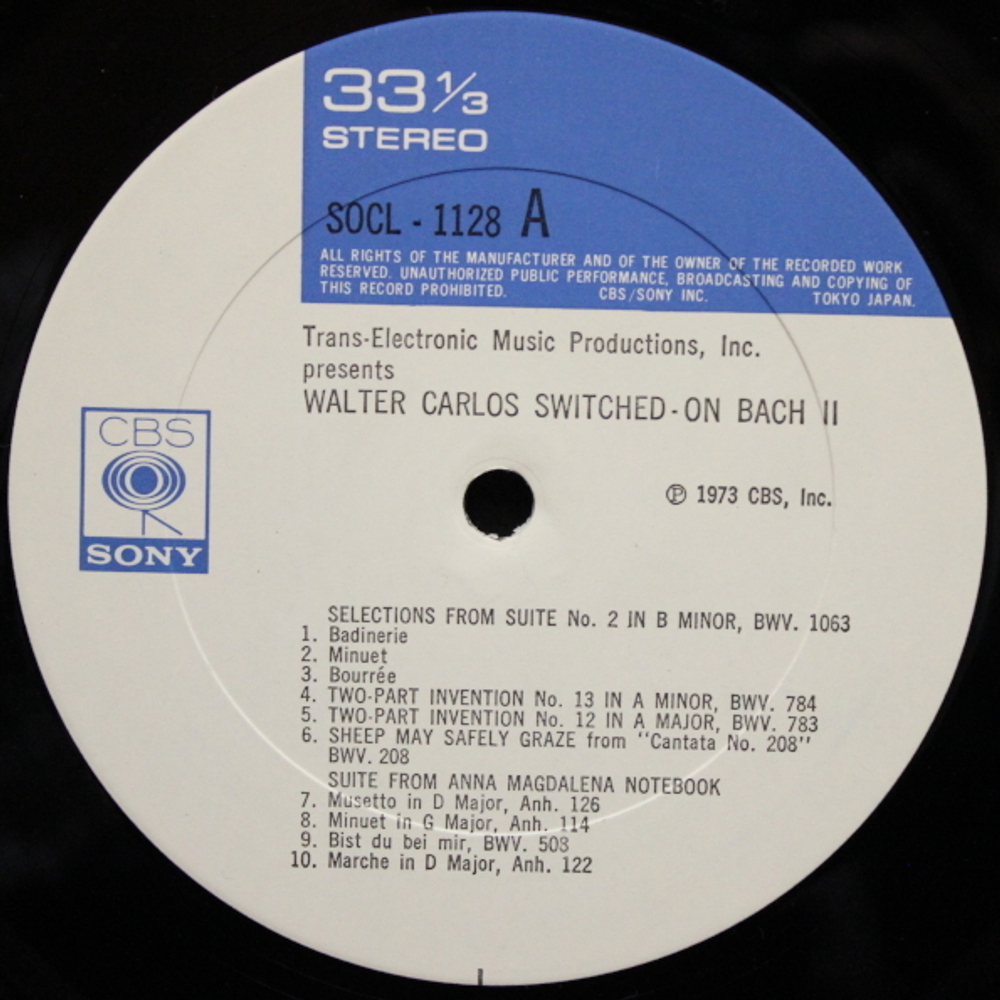 33 1/3
STEREO
SOCL - 1128 A
ALL RIGHTS OF THE MANUFACTURER AND OF THE OWNER OF THE RECORDED WORK
RESERVED. UNAUTHORIZED PUBLIC PERFORMANCE, BROADCASTING AND COPYING OF
THIS RECORD PROHIBITED. CBS/SONY INC. TOKYO JAPAN.
Trans-Electronic Music Productions, Inc.
presents
WALTER CARLOS SWITCHED-ON BACH II
CBS
SONY
℗ 1973 CBS, Inc.
SELECTIONS FROM SUITE No. 2 IN B MINOR, BWV. 1063
1. Badinerie
2. Minuet
3. Bourrée
4. TWO-PART INVENTION No. 13 IN A MINOR, BWV. 784
5. TWO-PART INVENTION No. 12 IN A MAJOR, BWV. 783
6. SHEEP MAY SAFELY GRAZE from "Cantata No. 208"
BWV. 208
SUITE FROM ANNA MAGDALENA NOTEBOOK
7. Musetto in D Major, Anh. 126
8. Minuet in G Major, Anh. 114
9. Bist du bei mir, BWV. 508
10. Marche in D Major, Anh. 122